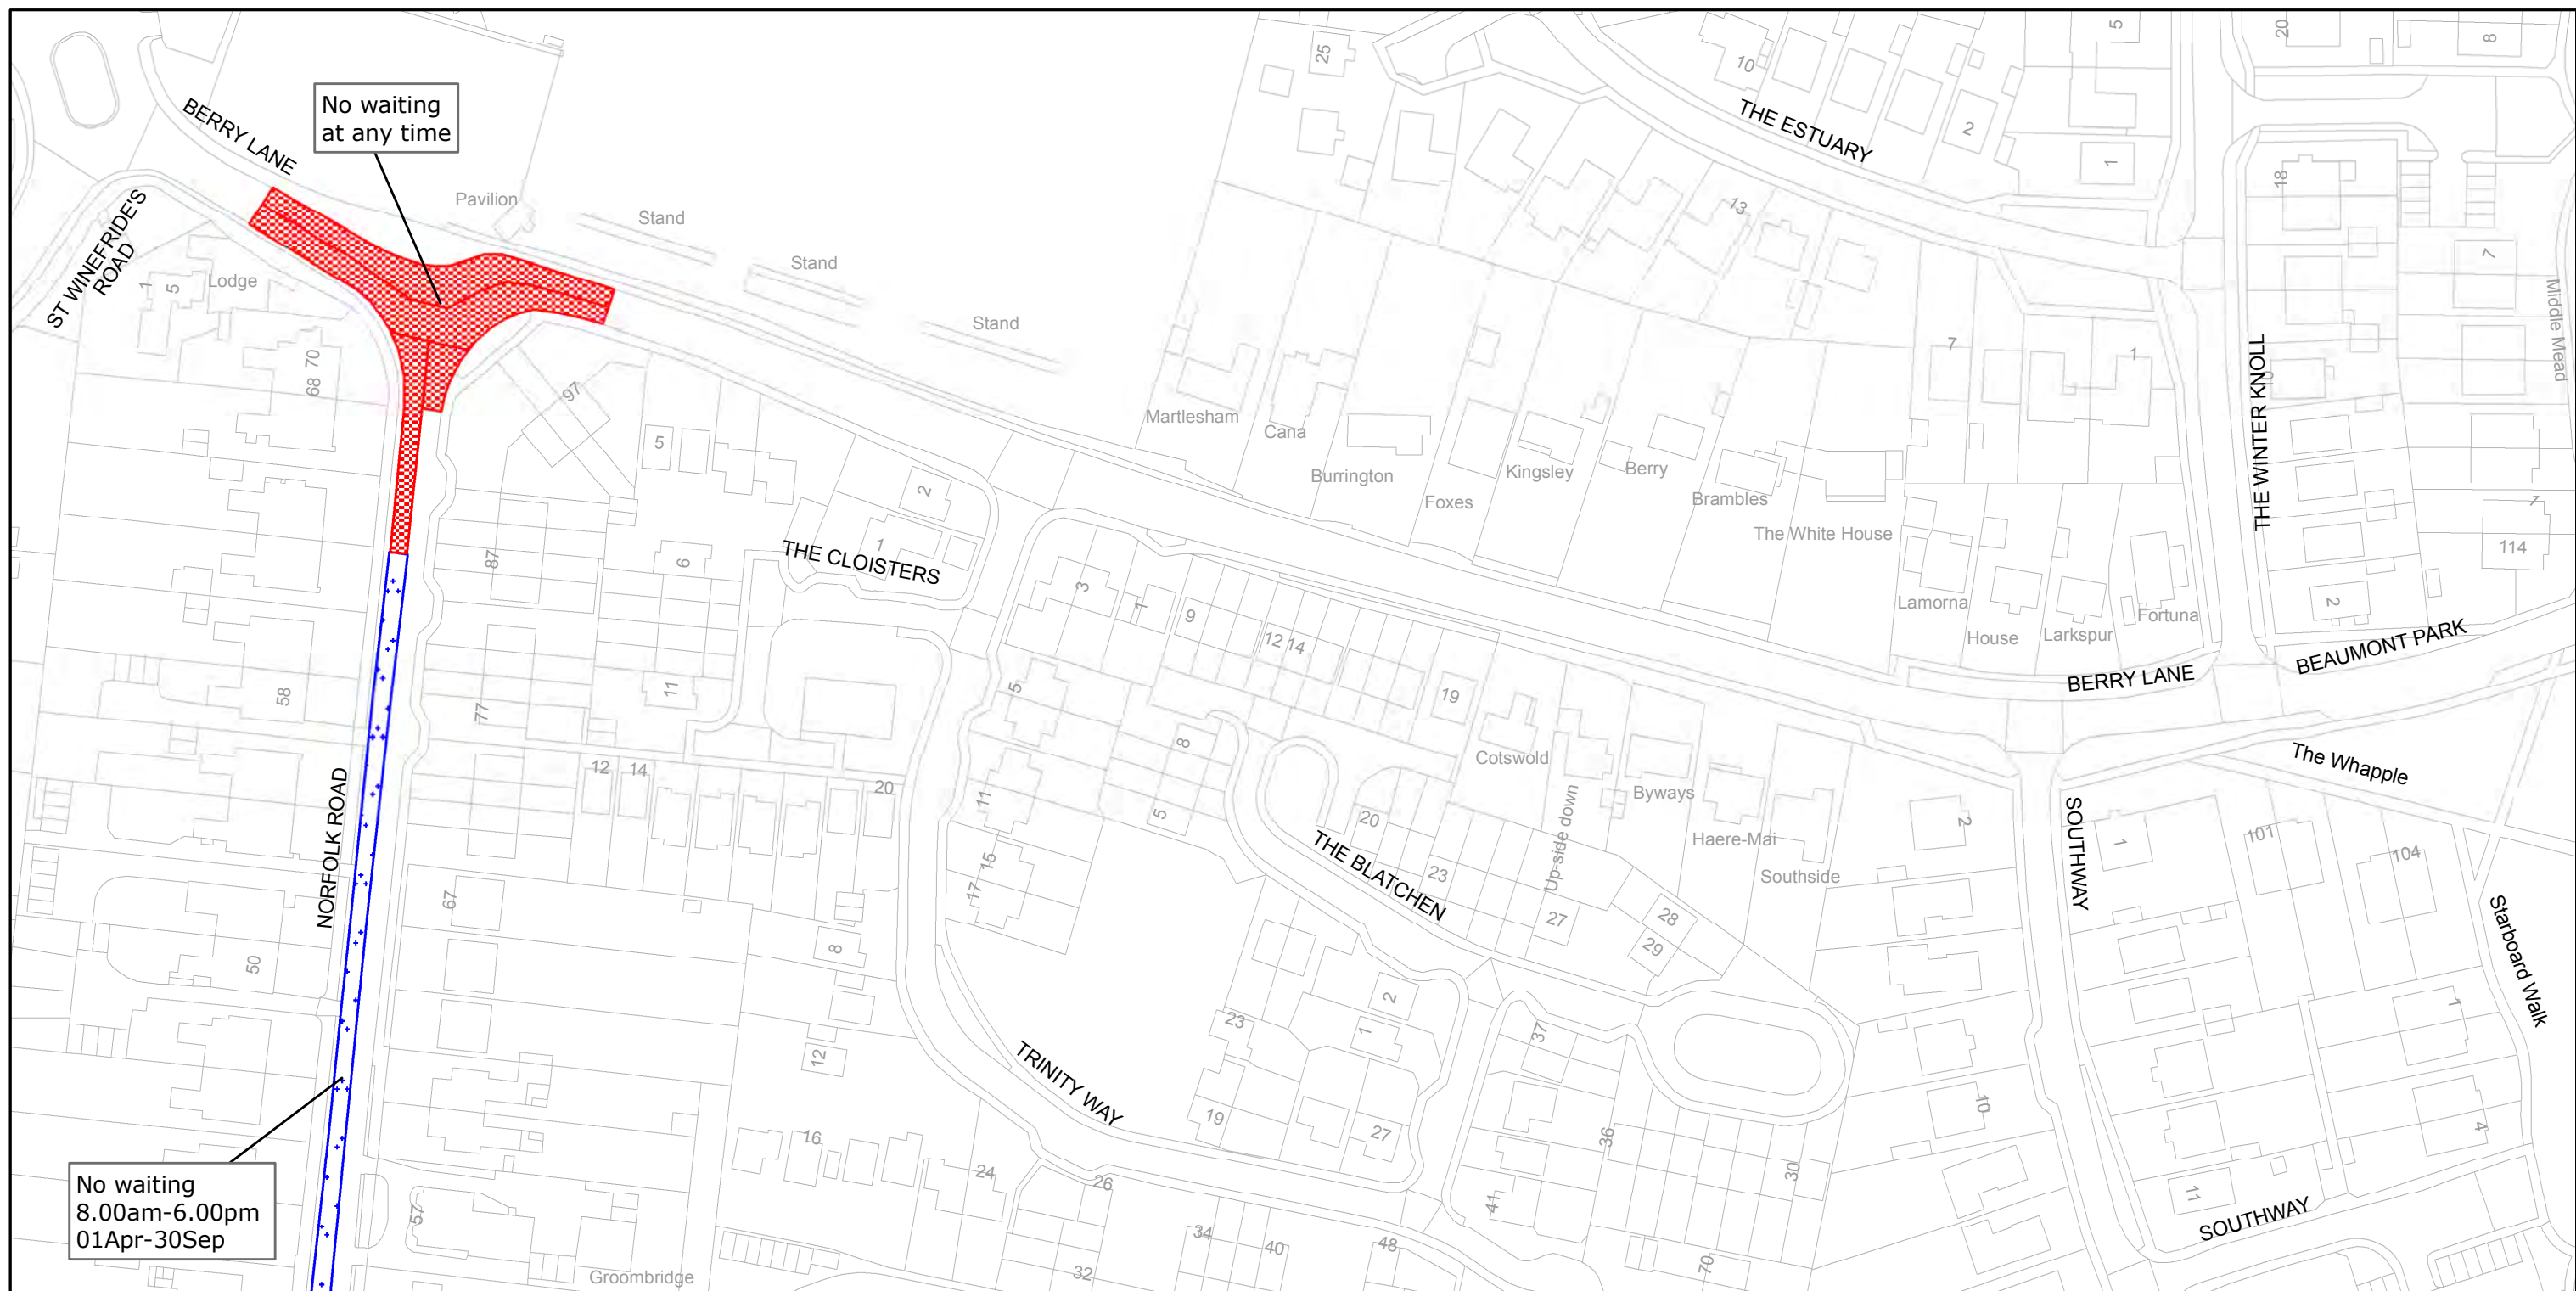 25
10
5
20
8
No waiting
at any time
BERRY LANE
THE ESTUARY
2
1
18
ST WINEFRIDE'S
ROAD
Pavilion
Stand
13
7
1
5
Lodge
Stand
Middle Mead
Stand
70
68
97
7
1
THE WINTER KNOLL
10
Martlesham
Cana
5
Burrington
Foxes
Kingsley
Berry
Brambles
The White House
2
1
THE CLOISTERS
87
6
3
1
9
12
14
7
114
Lamorna
House
Larkspur
Fortuna
2
BEAUMONT PARK
BERRY LANE
58
77
11
5
19
8
5
Cotswold
Up-side down
Byways
Haere-Mai
Southside
The Whapple
NORFOLK ROAD
12
14
20
11
15
17
20
THE BLATCHEN
23
27
28
29
2
SOUTHWAY
1
101
104
Starboard Walk
67
50
8
12
2
1
23
37
1
TRINITY WAY
19
27
36
30
10
4
16
24
26
No waiting
8.00am-6.00pm
01Apr-30Sep
57
34
40
48
41
70
11
SOUTHWAY
Groombridge
32